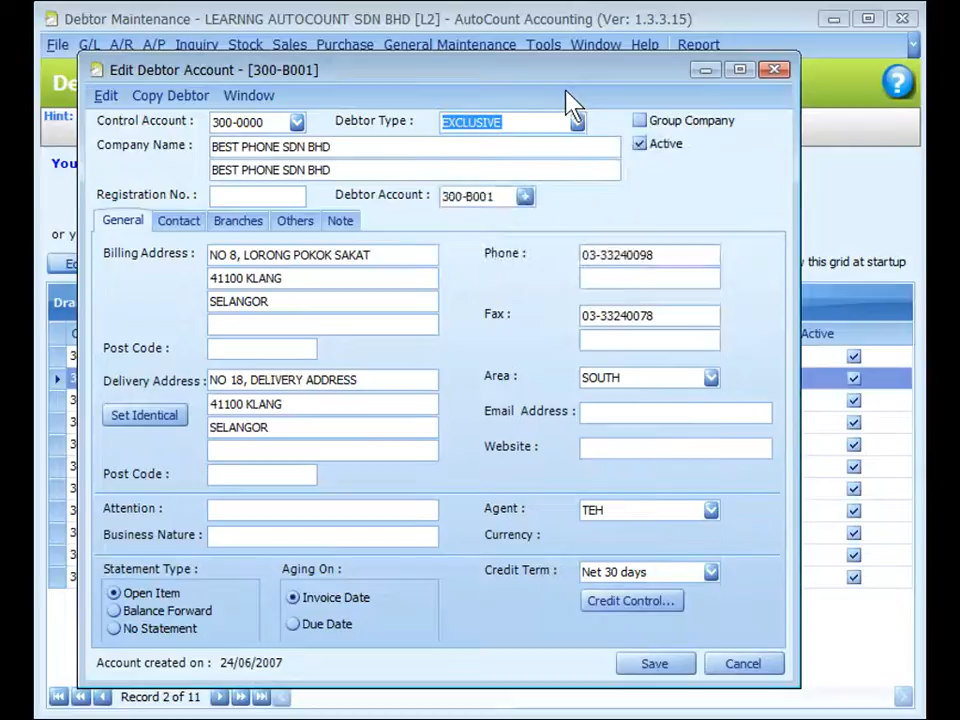 Debtor Maintenance - LEARNNG AUTOCOUNT SDN BHD [L2] - AutoCount Accounting (Ver: 1.3.3.15)
File G/L A/R A/P Inquiry Stock Sales Purchase General Maintenance Tools Window Help Report
Edit Debtor Account - [300-B001]
De
Edit Copy Debtor Window
Hint:
Control Account : 300-0000 Debtor Type : EXCLUSIVE Group Company
Company Name : BEST PHONE SDN BHD Active
BEST PHONE SDN BHD
You
Registration No. : Debtor Account : 300-B001
General Contact Branches Others Note
or y
Billing Address : NO 8, LORONG POKOK SAKAT Phone : 03-33240098
Ed this grid at startup
41100 KLANG
SELANGOR
Dra
Fax : 03-33240078
Active
Post Code :
Delivery Address : NO 18, DELIVERY ADDRESS Area : SOUTH
41100 KLANG
Set Identical Email Address :
SELANGOR
Website :
Post Code :
Attention : Agent : TEH
Business Nature : Currency :
Statement Type : Aging On : Credit Term : Net 30 days
Open Item Invoice Date
Credit Control...
Balance Forward
No Statement Due Date
Account created on : 24/06/2007 Save Cancel
Record 2 of 11